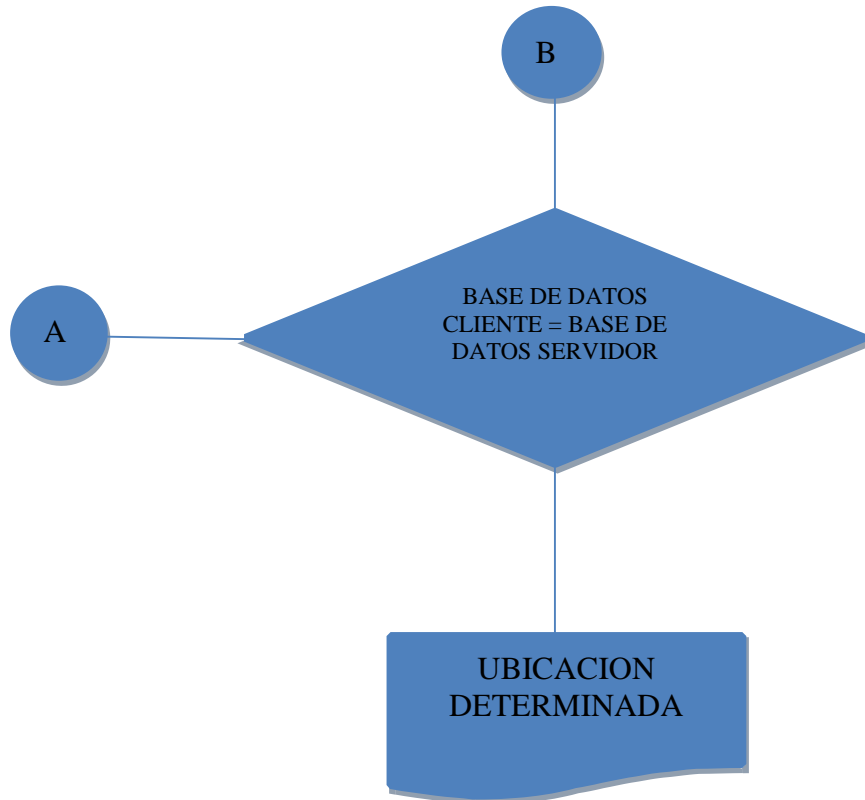 B
A
BASE DE DATOS
CLIENTE = BASE DE
DATOS SERVIDOR
UBICACION
DETERMINADA